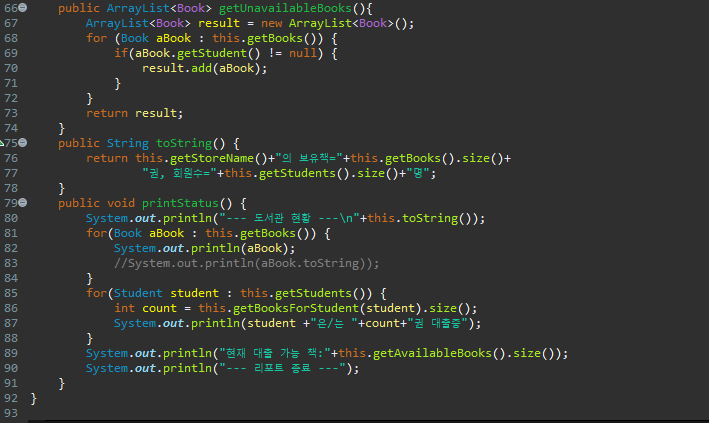 66 public ArrayList<Book> getUnavailableBooks(){
67 ArrayList<Book> result = new ArrayList<Book>();
68 for (Book aBook : this.getBooks()) {
69 if(aBook.getStudent() != null) {
70 result.add(aBook);
71 }
72 }
73 return result;
74 }
75 public String toString() {
76 return this.getStoreName()+"의 보유책="+this.getBooks().size()+
77 "권, 회원수="+this.getStudents().size()+"명";
78 }
79 public void printStatus() {
80 System.out.println("--- 도서관 현황 ---\n"+this.toString());
81 for(Book aBook : this.getBooks()) {
82 System.out.println(aBook);
83 //System.out.println(aBook.toString));
84 }
85 for(Student student : this.getStudents()) {
86 int count = this.getBooksForStudent(student).size();
87 System.out.println(student +"은/는 "+count+"권 대출중");
88 }
89 System.out.println("현재 대출 가능 책:"+this.getAvailableBooks().size());
90 System.out.println("--- 리포트 종료 ---");
91 }
92 }
93